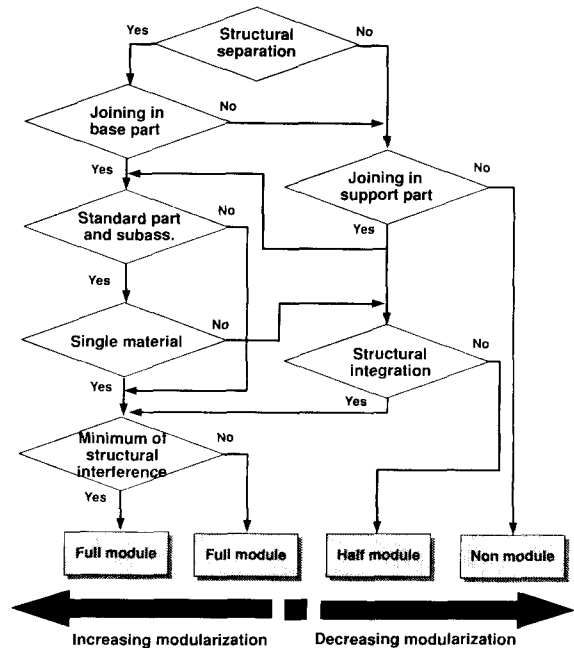 Yes
Structural
separation
No
Joining in
base part
No
Yes
Joining in
support part
No
Yes
Standard part
and subass.
No
Yes
Single material
No
Yes
Structural
integration
No
Yes
Minimum of
structural
interference
No
Yes
Full module
Full module
Half module
Non module
Increasing modularization
Decreasing modularization